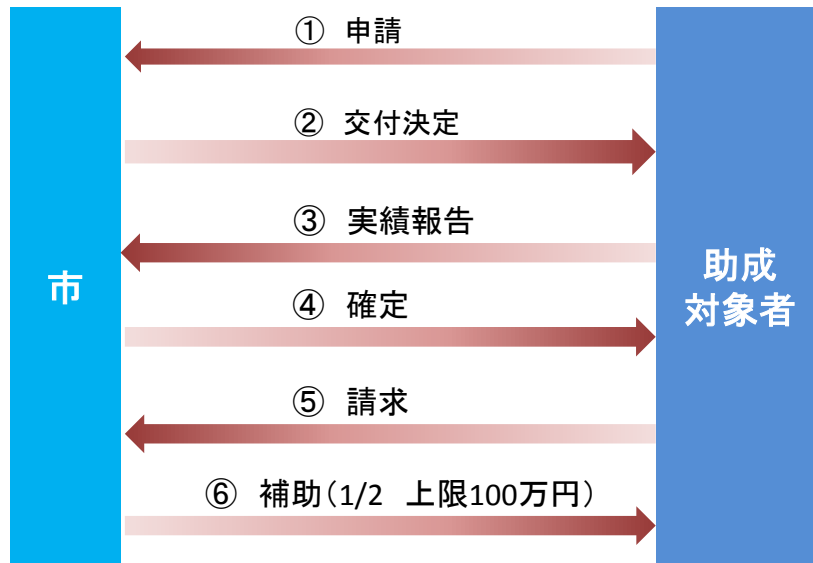 ① 申請
② 交付決定
③ 実績報告
市
助成
対象者
④ 確定
⑤ 請求
⑥ 補助(1/2 上限100万円)